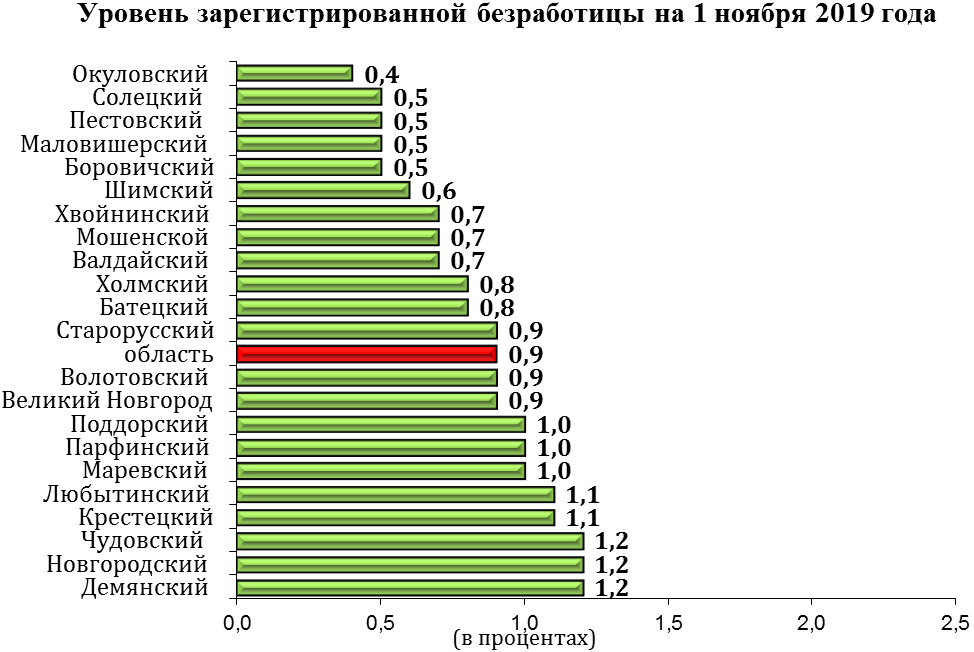 Уровень зарегистрированной безработицы на 1 ноября 2019 года
Окуловский 0,4
Солецкий 0,5
Пестовский 0,5
Маловишерский 0,5
Боровичский 0,5
Шимский 0,6
Хвойнинский 0,7
Мошенской 0,7
Валдайский 0,7
Холмский 0,8
Батецкий 0,8
Старорусский 0,9
область 0,9
Волотовский 0,9
Великий Новгород 0,9
Поддорский 1,0
Парфинский 1,0
Маревский 1,0
Любытинский 1,1
Крестецкий 1,1
Чудовский 1,2
Новгородский 1,2
Демянский 1,2
0,0 0,5 1,0 1,5 2,0 2,5
(в процентах)